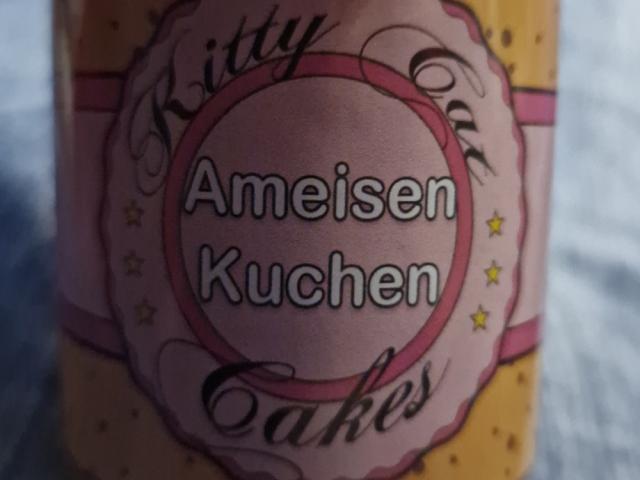 Kitty Cat
Ameisen
Kuchen
Cakes